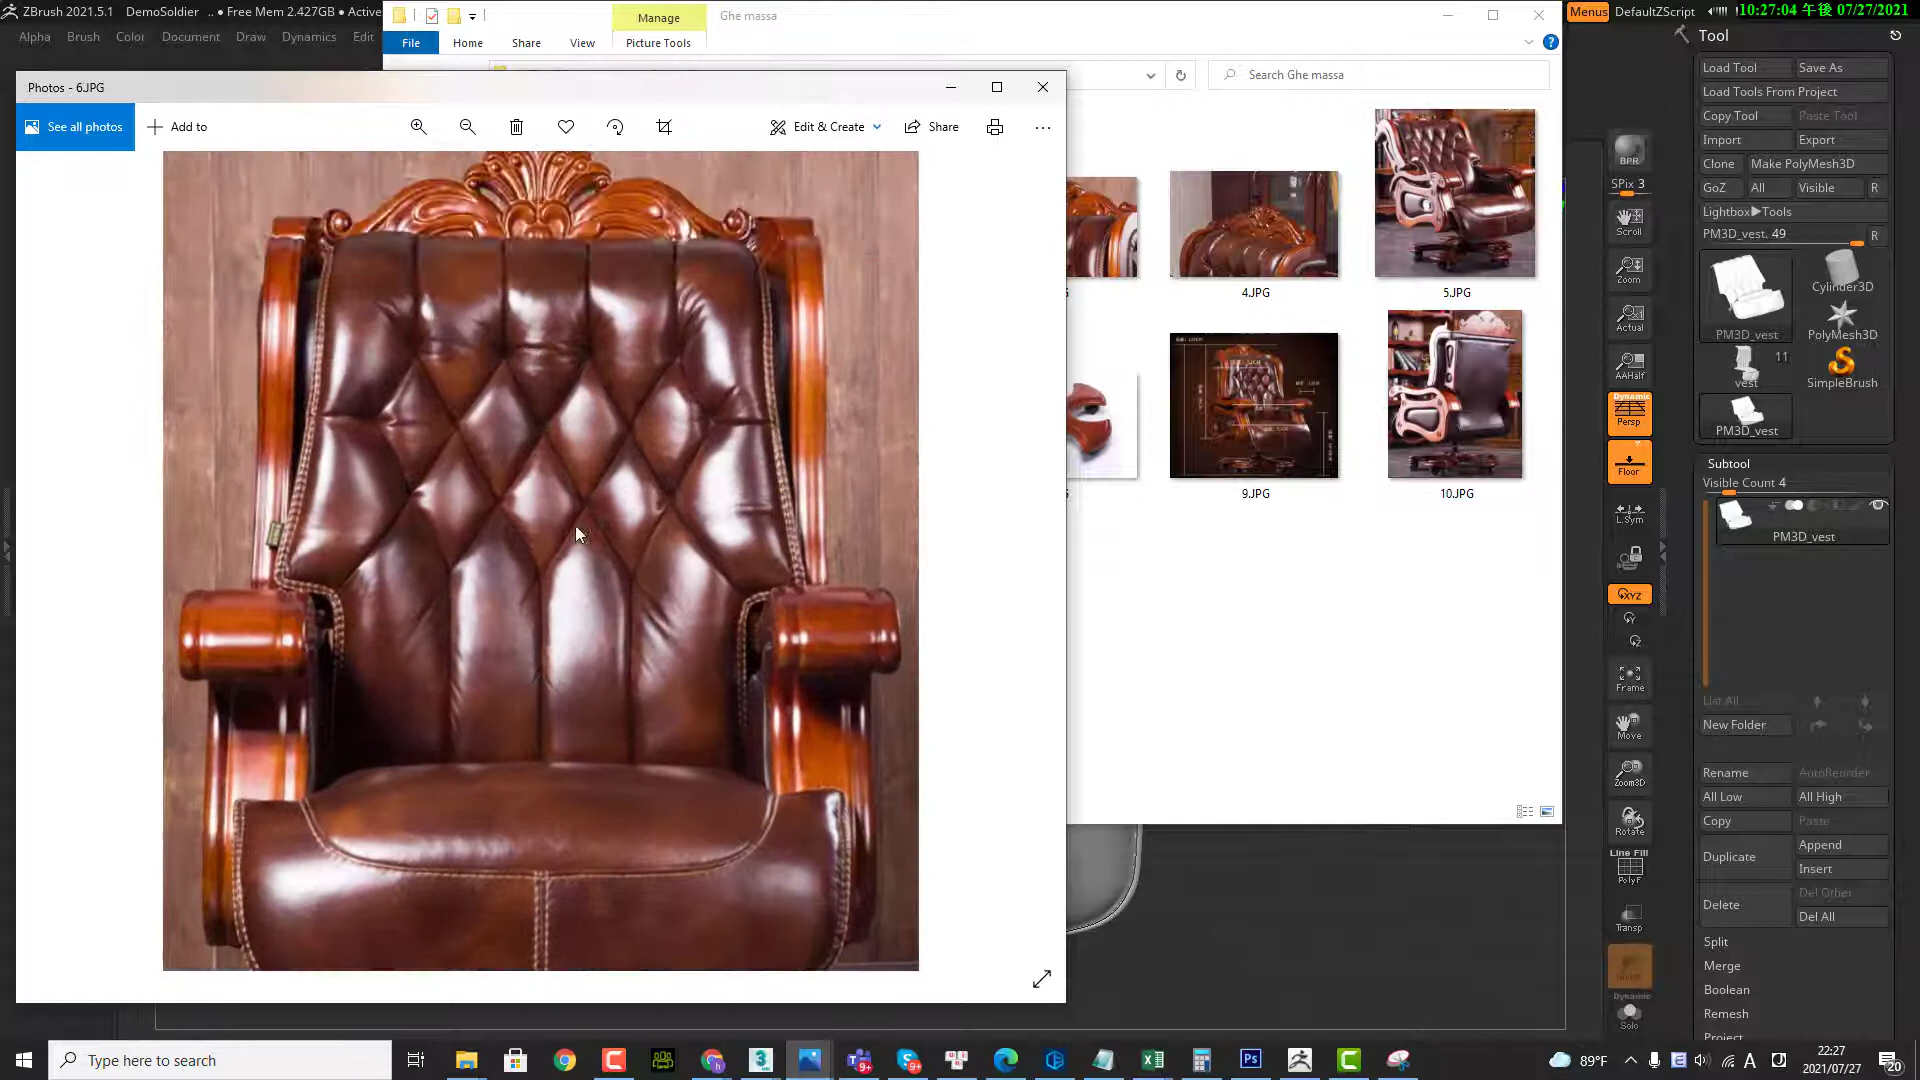 ZBrush 2021.5.1 DemoSoldier .. • Free Mem 2.427GB • Active
Menus DefaultZScript 10:27:04 午後 07/27/2021
Alpha Brush Color Document Draw Dynamics Edit
Manage Ghe massa
File Home Share View Picture Tools
Search Ghe massa
Photos - 6.JPG
See all photos Add to Edit & Create Share
4.JPG 5.JPG
9.JPG 10.JPG
BPR
SPix 3
Scroll
Zoom
Actual
AAHalf
Dynamic
Persp
Floor
L.Sym
XYZ
Y
Z
Frame
Move
Zoom3D
Rotate
Line Fill
PolyF
Transp
Dynamic
Solo
Tool
Load Tool Save As
Load Tools From Project
Copy Tool Paste Tool
Import Export
Clone Make PolyMesh3D
GoZ All Visible R
Lightbox▶Tools
PM3D_vest. 49 R
PM3D_vest Cylinder3D
PolyMesh3D
11
vest SimpleBrush
PM3D_vest
Subtool
Visible Count 4
PM3D_vest
List All
New Folder
Rename AutoReorder
All Low All High
Copy Paste
Duplicate Append
Insert
Delete Del Other
Del All
Split
Merge
Boolean
Remesh
Project
Type here to search
89°F A 22:27
2021/07/27
20